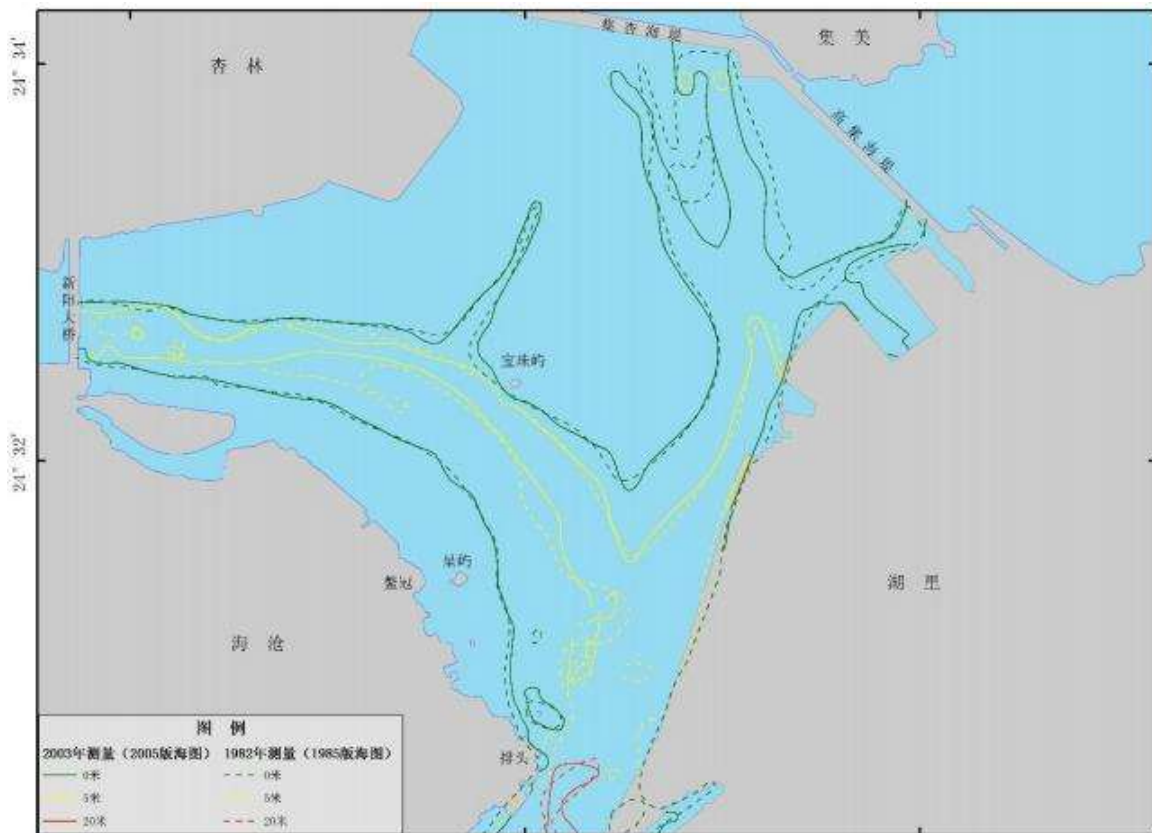 集杏海堤
集美
24° 34'
杏林
高集海堤
新阳大桥
宝珠屿
24° 32'
湖里
鳌冠
海沧
图 例
2003年测量(2005版海图) 1982年测量(1985版海图)
0米 0米
5米 5米
20米 20米
排头